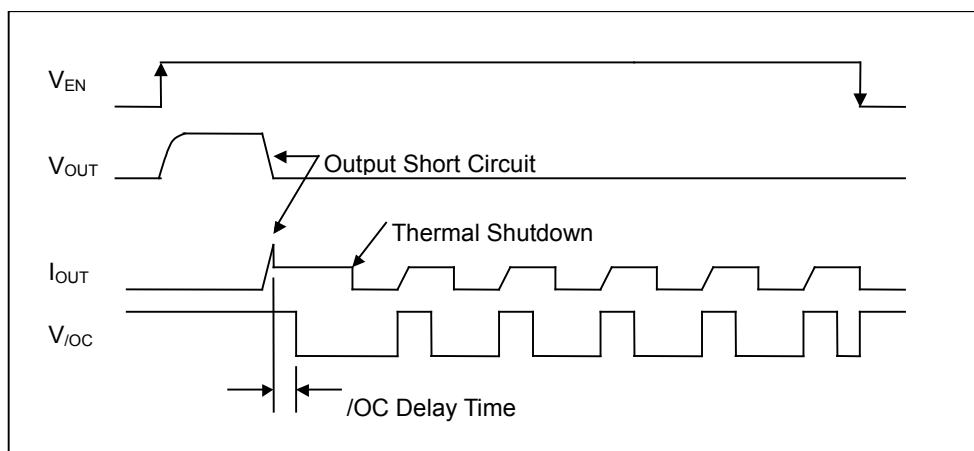 VEN
VOUT
Output Short Circuit
Thermal Shutdown
IOUT
V/OC
/OC Delay Time